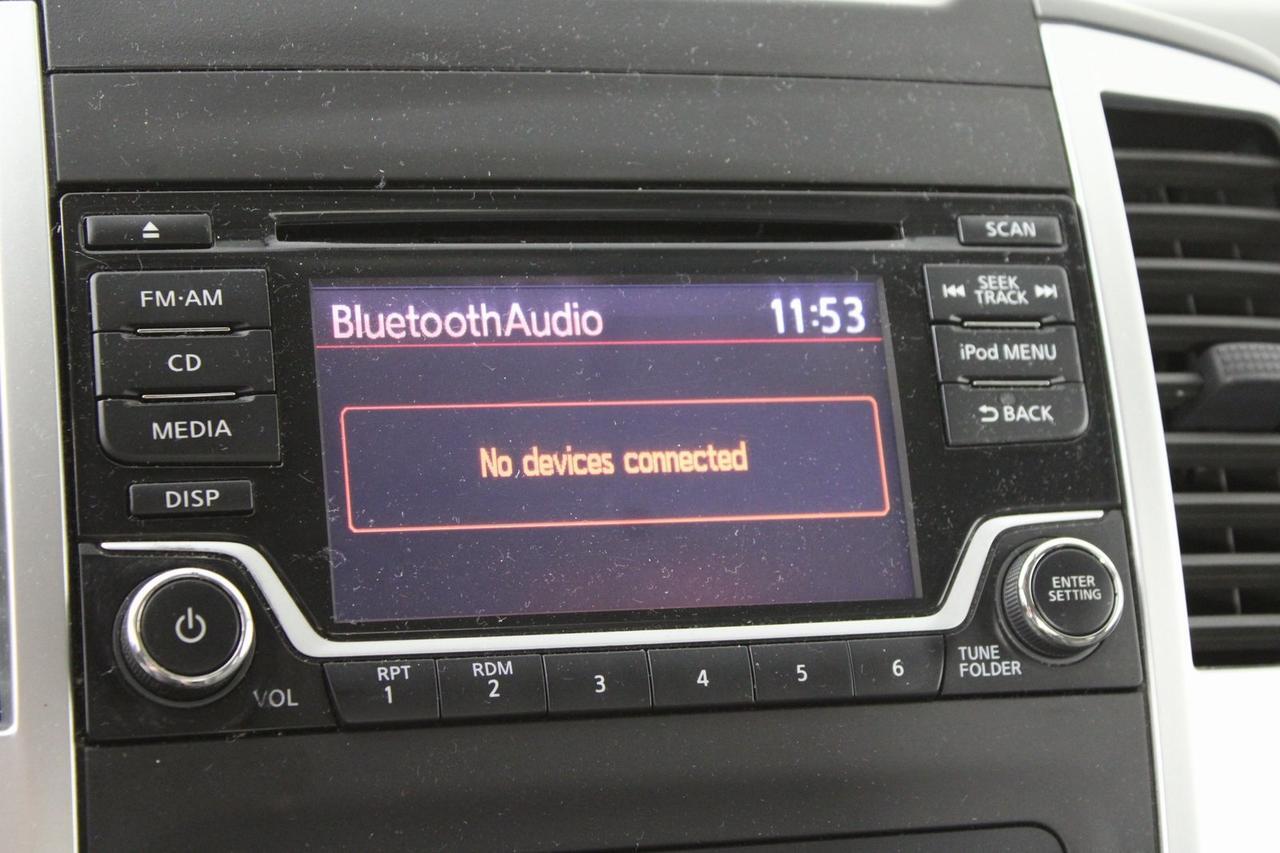 SCAN
FM·AM
CD
MEDIA
DISP
BluetoothAudio 11:53
No devices connected
SEEK
TRACK
iPod MENU
BACK
ENTER
SETTING
VOL
RPT
1
RDM
2
3
4
5
6
TUNE
FOLDER